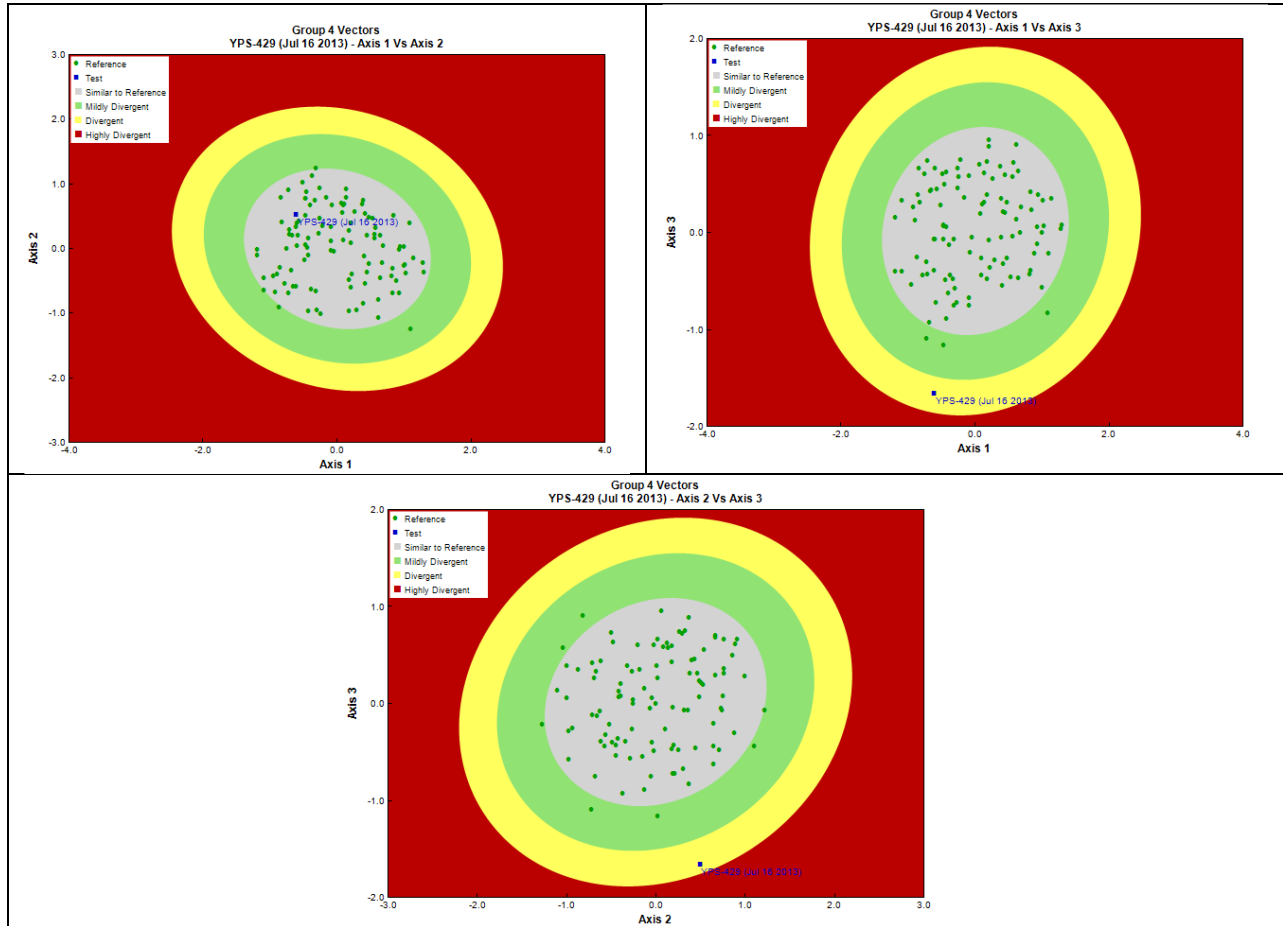 Group 4 Vectors
YPS-429 (Jul 16 2013) - Axis 1 Vs Axis 2
3.0
2.0
1.0
0.0
-1.0
-2.0
-3.0
Axis 2
Reference
Test
Similar to Reference
Mildly Divergent
Divergent
Highly Divergent
YPS-429 (Jul 16 2013)
-4.0 -2.0 0.0 2.0 4.0
Axis 1
Group 4 Vectors
YPS-429 (Jul 16 2013) - Axis 1 Vs Axis 3
2.0
1.0
0.0
-1.0
-2.0
Axis 3
Reference
Test
Similar to Reference
Mildly Divergent
Divergent
Highly Divergent
YPS-429 (Jul 16 2013)
-4.0 -2.0 0.0 2.0 4.0
Axis 1
Group 4 Vectors
YPS-429 (Jul 16 2013) - Axis 2 Vs Axis 3
2.0
1.0
0.0
-1.0
-2.0
Axis 3
Reference
Test
Similar to Reference
Mildly Divergent
Divergent
Highly Divergent
YPS-429 (Jul 16 2013)
-3.0 -2.0 -1.0 0.0 1.0 2.0 3.0
Axis 2